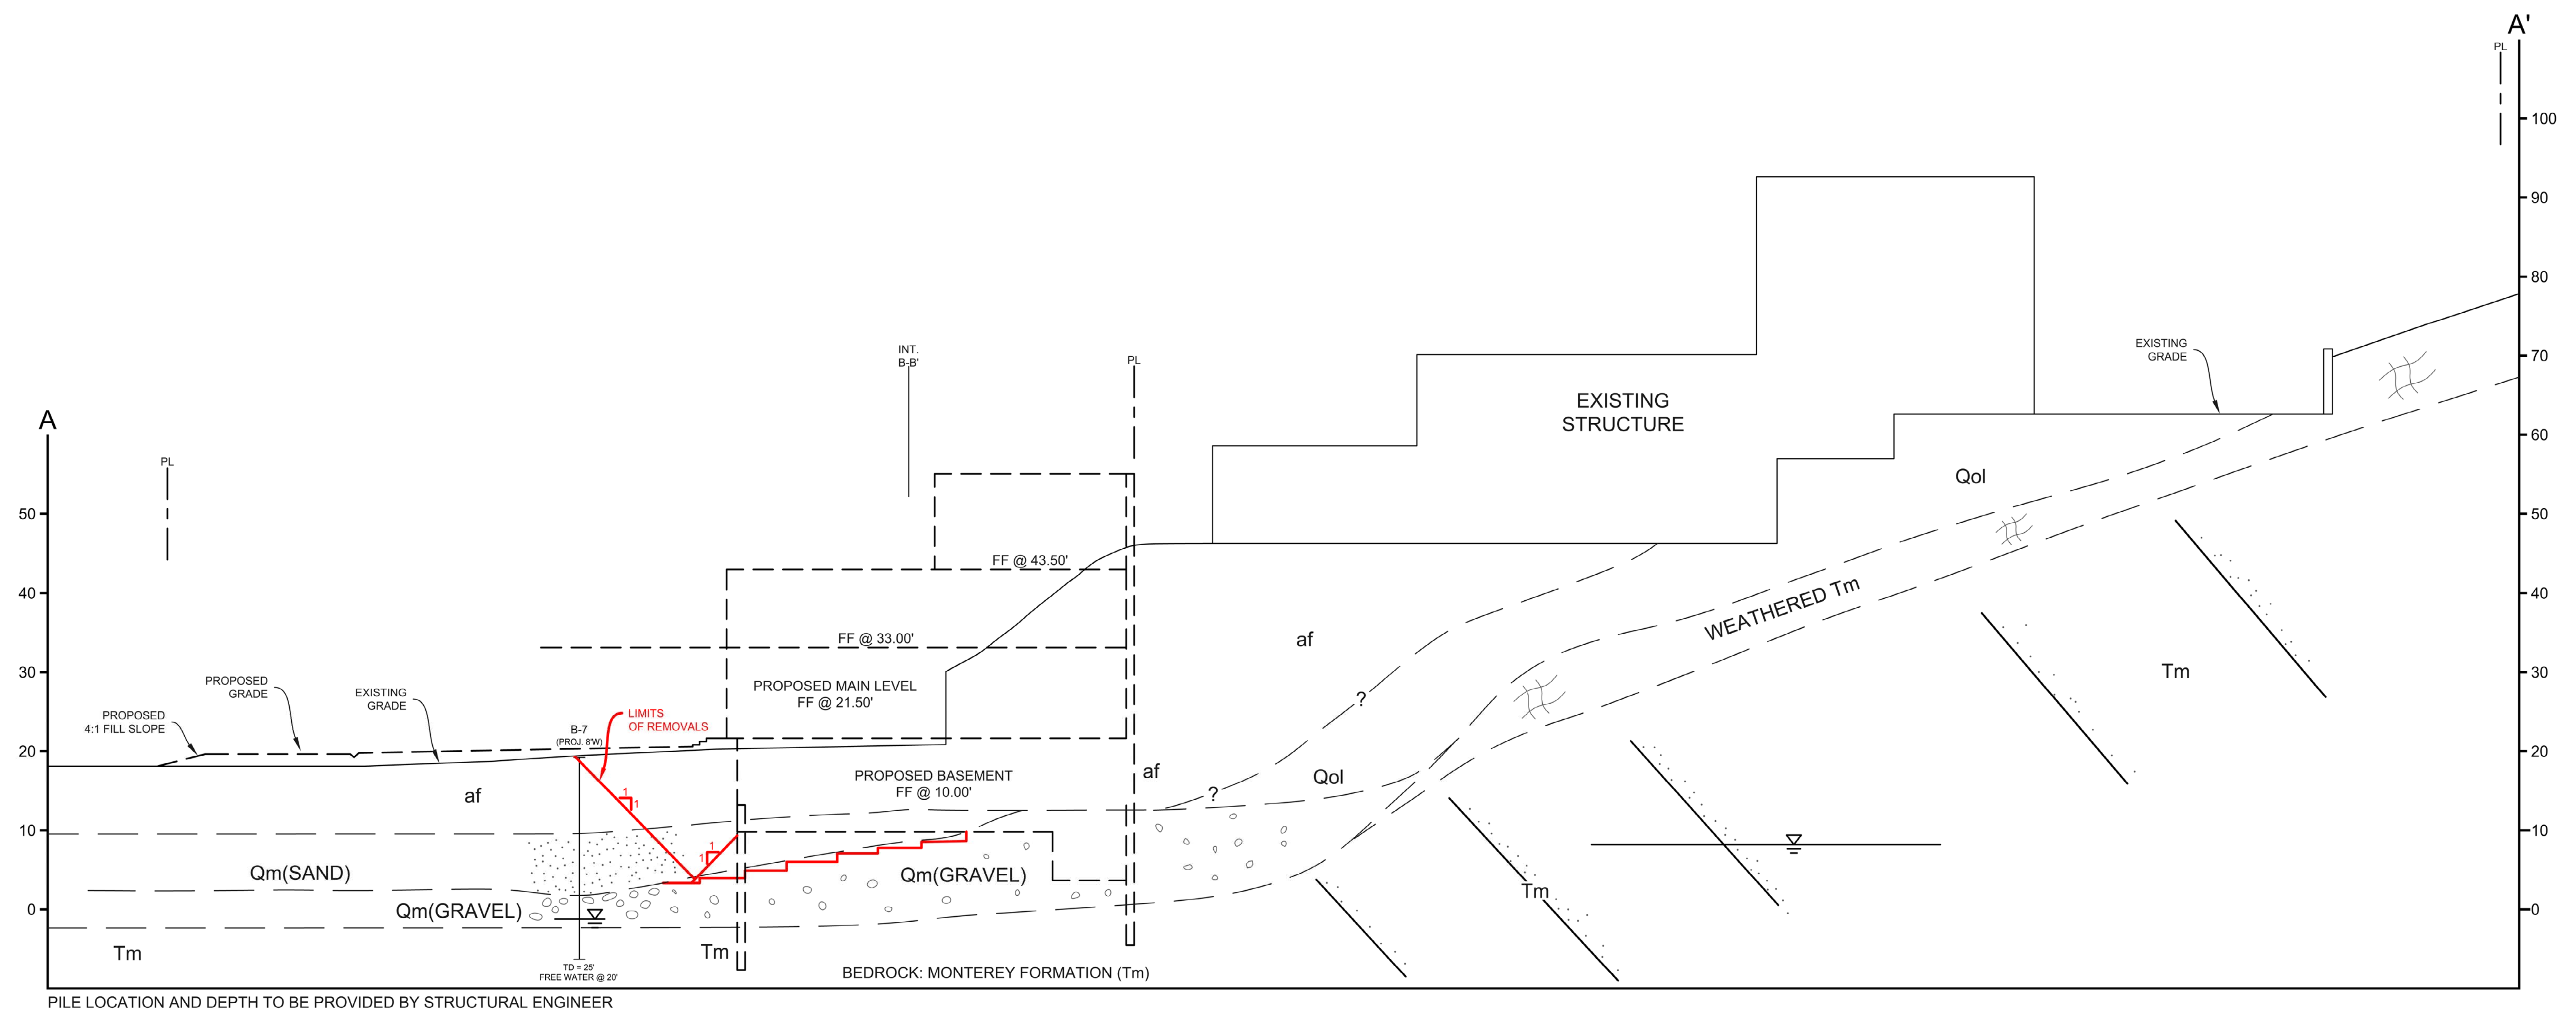 A'
PL
100
90
80
70
60
50
40
30
20
10
0
EXISTING
GRADE
EXISTING
STRUCTURE
INT.
B-B'
PL
A
PL
50
40
30
20
10
0
Qol
FF @ 43.50'
FF @ 33.00'
WEATHERED Tm
af
Tm
PROPOSED MAIN LEVEL
FF @ 21.50'
PROPOSED
GRADE
EXISTING
GRADE
PROPOSED
4:1 FILL SLOPE
B-7
(PROJ. 8'W)
LIMITS
OF REMOVALS
?
?
1
1
1
1
af
af
Qol
PROPOSED BASEMENT
FF @ 10.00'
Qm(SAND)
Qm(GRAVEL)
Qm(GRAVEL)
Tm
Tm
Tm
TD = 25'
FREE WATER @ 20'
BEDROCK: MONTEREY FORMATION (Tm)
PILE LOCATION AND DEPTH TO BE PROVIDED BY STRUCTURAL ENGINEER